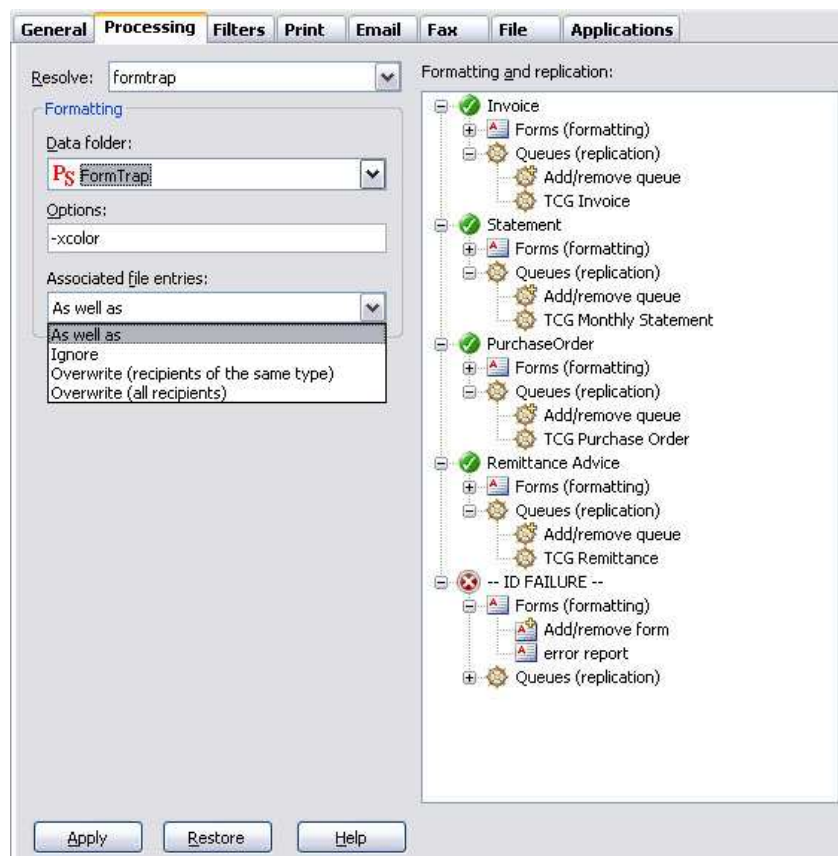 General Processing Filters Print Email Fax File Applications
Resolve: formtrap
Formatting
Data folder:
PS FormTrap
Options:
-xcolor
Associated file entries:
As well as
As well as
Ignore
Overwrite (recipients of the same type)
Overwrite (all recipients)
Formatting and replication:
Invoice
Forms (formatting)
Queues (replication)
Add/remove queue
TCG Invoice
Statement
Forms (formatting)
Queues (replication)
Add/remove queue
TCG Monthly Statement
PurchaseOrder
Forms (formatting)
Queues (replication)
Add/remove queue
TCG Purchase Order
Remittance Advice
Forms (formatting)
Queues (replication)
Add/remove queue
TCG Remittance
-- ID FAILURE --
Forms (formatting)
Add/remove form
error report
Queues (replication)
Apply Restore Help